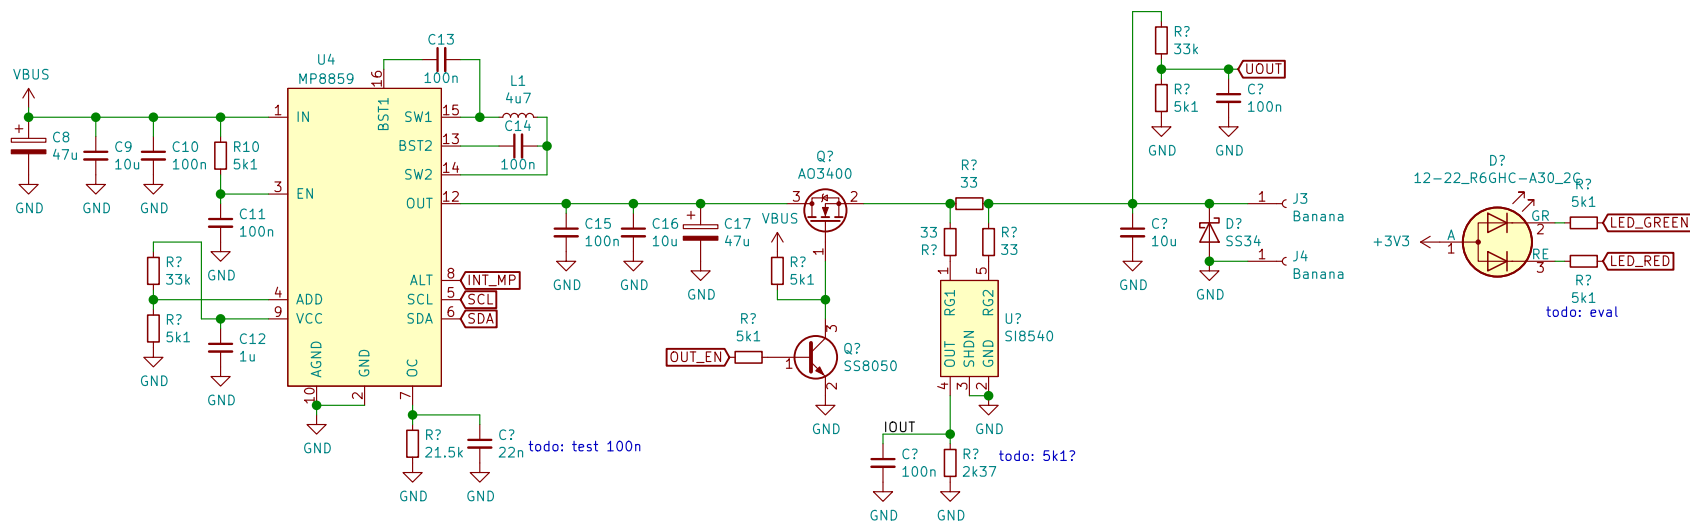 VBUS
C8
47u
GND
C9
10u
GND
C10
100n
GND
R10
5k1
C11
100n
GND
R?
33k
R?
5k1
GND
C12
1u
GND
U4
MP8859
1
IN
3
EN
4
ADD
9
VCC
10
AGND
2
GND
7
OC
16
BST1
15
SW1
13
BST2
14
SW2
12
OUT
8
ALT
5
SCL
6
SDA
INT_MP
SCL
SDA
GND
R?
21.5k
GND
C?
22n
GND
todo: test 100n
C13
100n
L1
4u7
C14
100n
C15
100n
GND
C16
10u
GND
C17
47u
GND
Q?
AO3400
3
2
1
VBUS
R?
5k1
OUT_EN
R?
5k1
1
3
2
Q?
SS8050
GND
R?
33
33
R?
R?
33
1
5
RG1
RG2
OUT
SHDN
GND
4
3
2
U?
SI8540
GND
IOUT
C?
100n
GND
R?
2k37
GND
todo: 5k1?
R?
33k
R?
5k1
GND
UOUT
C?
100n
GND
C?
10u
GND
D?
SS34
GND
1
J3
Banana
1
J4
Banana
D?
12-22_R6GHC-A30_2C
+3V3
A
1
GR
2
RE
3
R?
5k1
LED_GREEN
LED_RED
R?
5k1
todo: eval